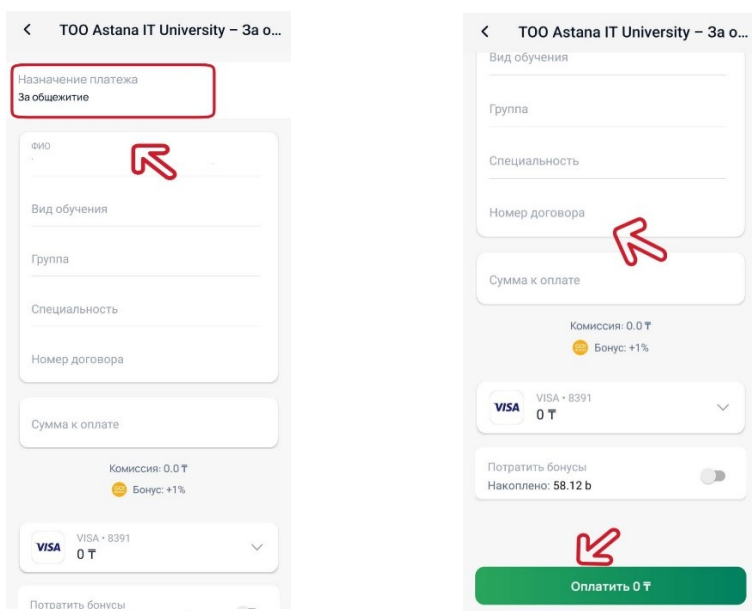 ТОО Astana IT University – За о...
Назначение платежа
За общежитие
ФИО
Вид обучения
Группа
Специальность
Номер договора
Сумма к оплате
Комиссия: 0.0 ₸
Бонус: +1%
VISA
VISA • 8391
0 ₸
Потратить бонусы
ТОО Astana IT University – За о...
Вид обучения
Группа
Специальность
Номер договора
Сумма к оплате
Комиссия: 0.0 ₸
Бонус: +1%
VISA
VISA • 8391
0 ₸
Потратить бонусы
Накоплено: 58.12 b
Оплатить 0 ₸